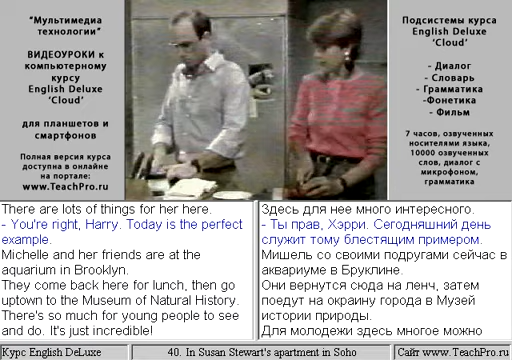 "Мультимедиа
технологии"
ВИДЕОУРОКИ к
компьютерному
курсу
English Deluxe
'Cloud'
для планшетов и
смартфонов
Полная версия курса
доступна в онлайне
на портале:
www.TeachPro.ru
Подсистемы курса
English Deluxe
'Cloud'
- Диалог
- Словарь
- Грамматика
-Фонетика
- Фильм
7 часов, озвученных
носителями языка,
10000 озвученных
слов, диалог с
микрофоном,
грамматика
There are lots of things for her here.
- You're right, Harry. Today is the perfect
example.
Michelle and her friends are at the
aquarium in Brooklyn.
They come back here for lunch, then go
uptown to the Museum of Natural History.
There's so much for young people to see
and do. It's just incredible!
Здесь для нее много интересного.
- Ты прав, Хэрри. Сегодняшний день
служит тому блестящим примером.
Мишель со своими подругами сейчас в
аквариуме в Бруклине.
Они вернутся сюда на ленч, затем
поедут на окраину города в Музей
истории природы.
Для молодежи здесь многое можно
Курс English DeLuxe
40. In Susan Stewart's apartment in Soho
Сайт www.TeachPro.ru